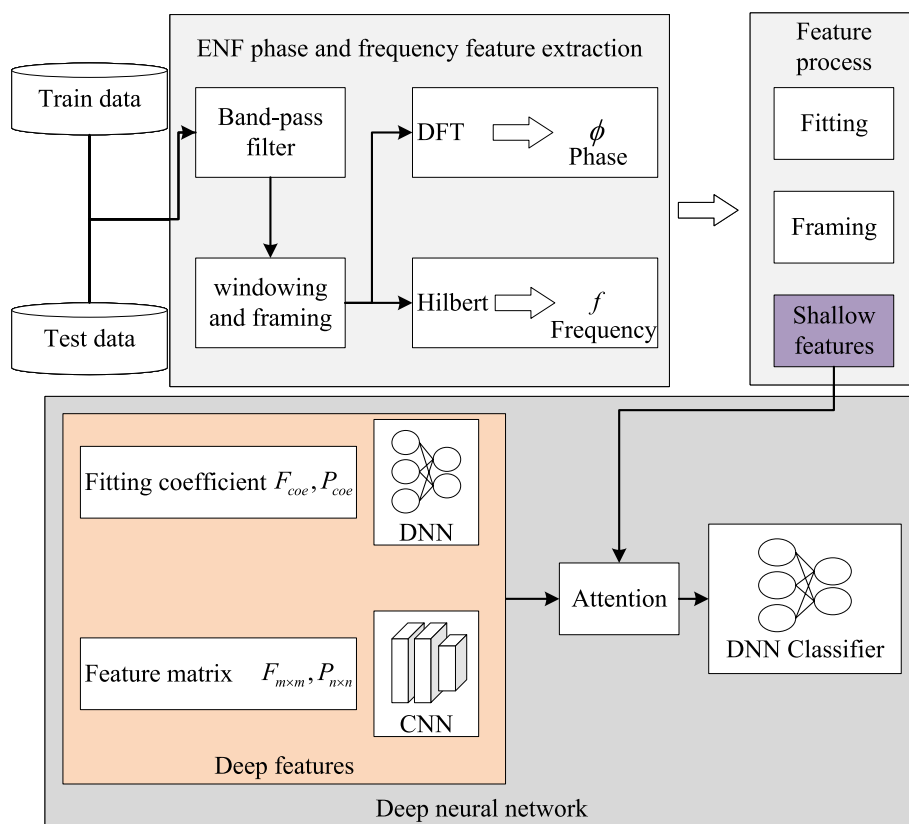 ENF phase and frequency feature extraction
Train data
Test data
Band-pass
filter
windowing
and framing
DFT
ϕ
Phase
Hilbert
f
Frequency
Feature
process
Fitting
Framing
Shallow
features
Fitting coefficient F_coe, P_coe
DNN
Feature matrix F_m×m, P_n×n
CNN
Deep features
Attention
DNN Classifier
Deep neural network